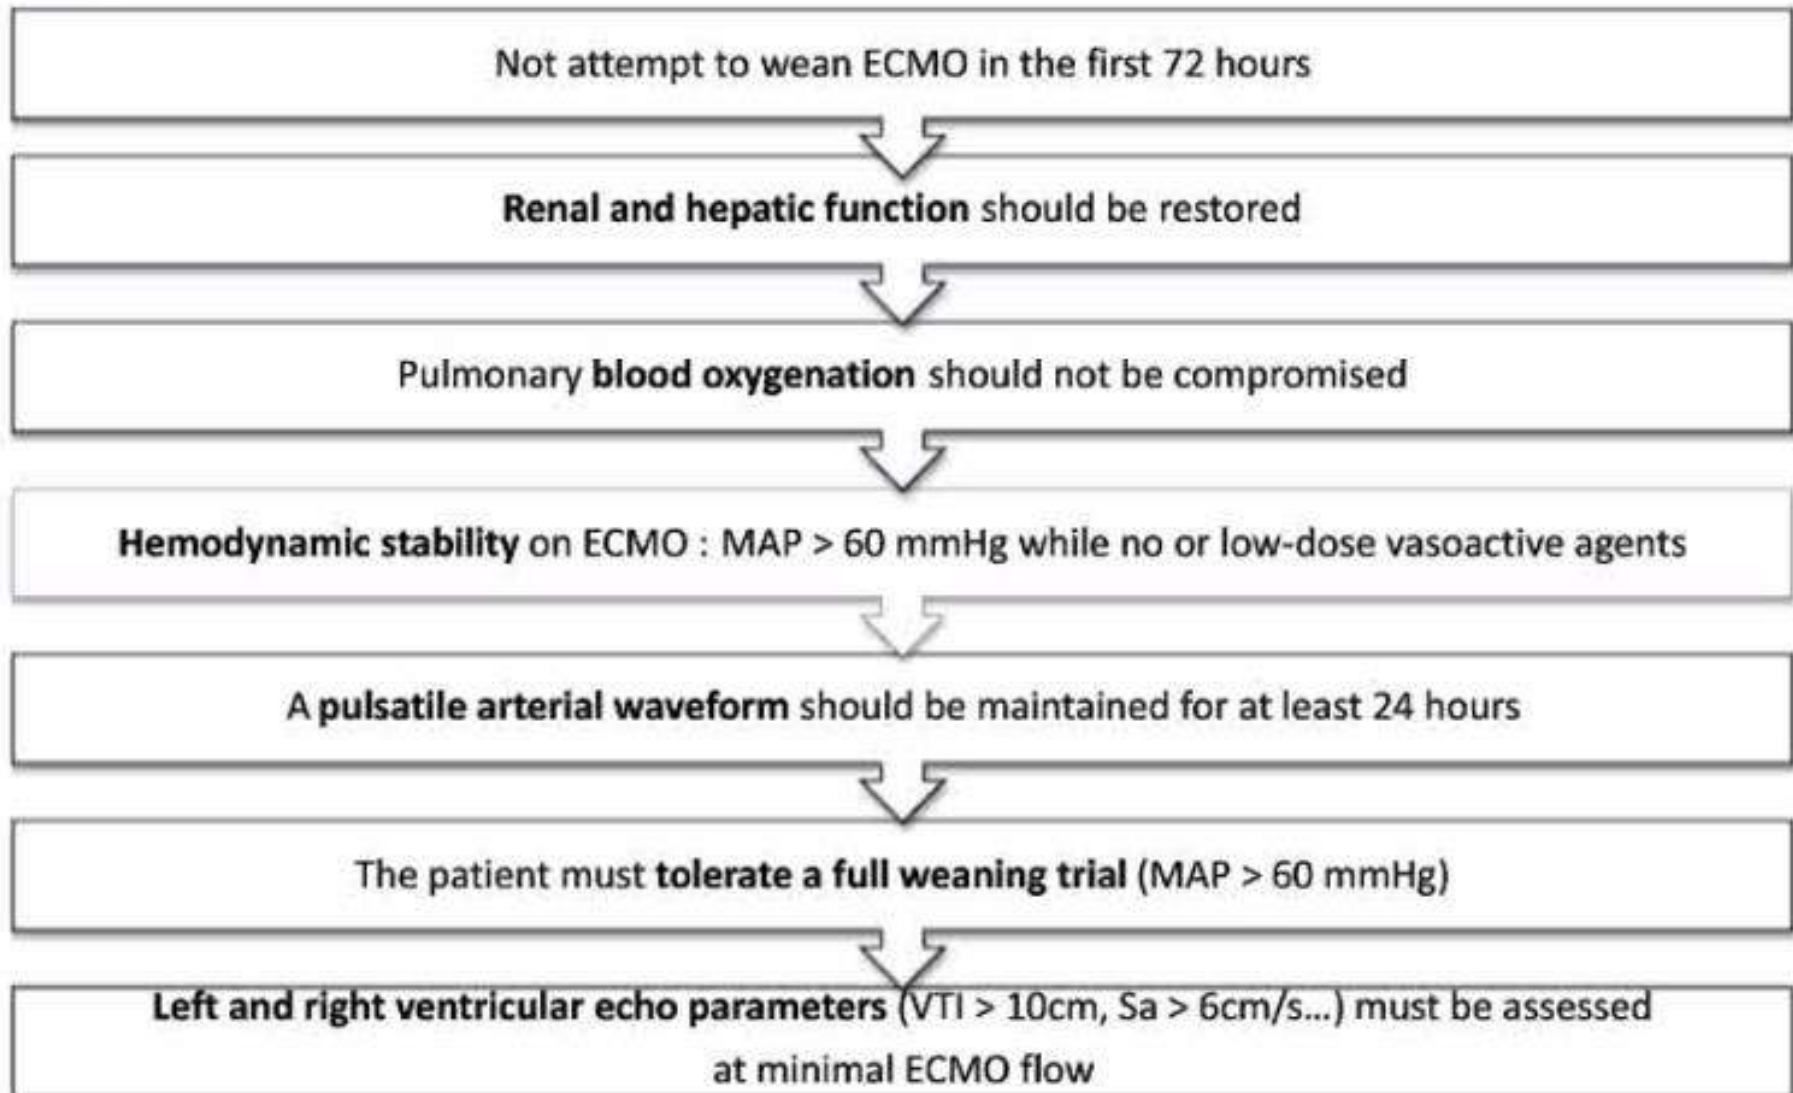 Not attempt to wean ECMO in the first 72 hours
Renal and hepatic function should be restored
Pulmonary blood oxygenation should not be compromised
Hemodynamic stability on ECMO : MAP > 60 mmHg while no or low-dose vasoactive agents
A pulsatile arterial waveform should be maintained for at least 24 hours
The patient must tolerate a full weaning trial (MAP > 60 mmHg)
Left and right ventricular echo parameters (VTI > 10cm, Sa > 6cm/s...) must be assessed
at minimal ECMO flow